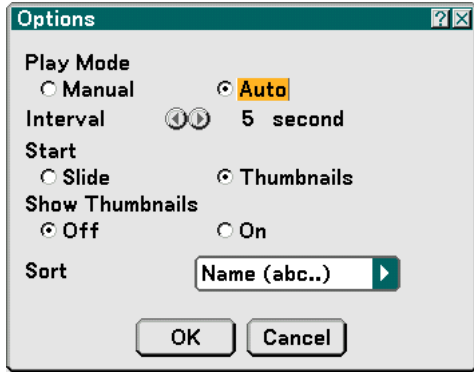 Options
Play Mode
Manual Auto
Interval 5 second
Start
Slide Thumbnails
Show Thumbnails
Off On
Sort Name (abc..)
OK Cancel